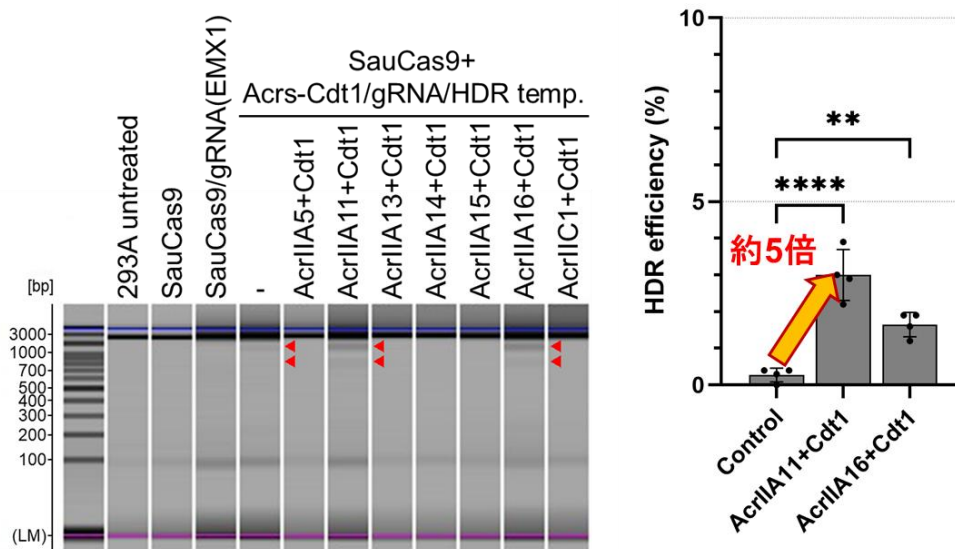 SauCas9+
Acrs-Cdt1/gRNA/HDR temp.
293A untreated
SauCas9
SauCas9/gRNA(EMX1)
-
AcrIIA5+Cdt1
AcrIIA11+Cdt1
AcrIIA13+Cdt1
AcrIIA14+Cdt1
AcrIIA15+Cdt1
AcrIIA16+Cdt1
AcrIIC1+Cdt1
[bp]
3000
1000
700
500
400
300
200
100
(LM)
HDR efficiency (%)
10
5
0
**
****
約5倍
Control
AcrIIA11+Cdt1
AcrIIA16+Cdt1